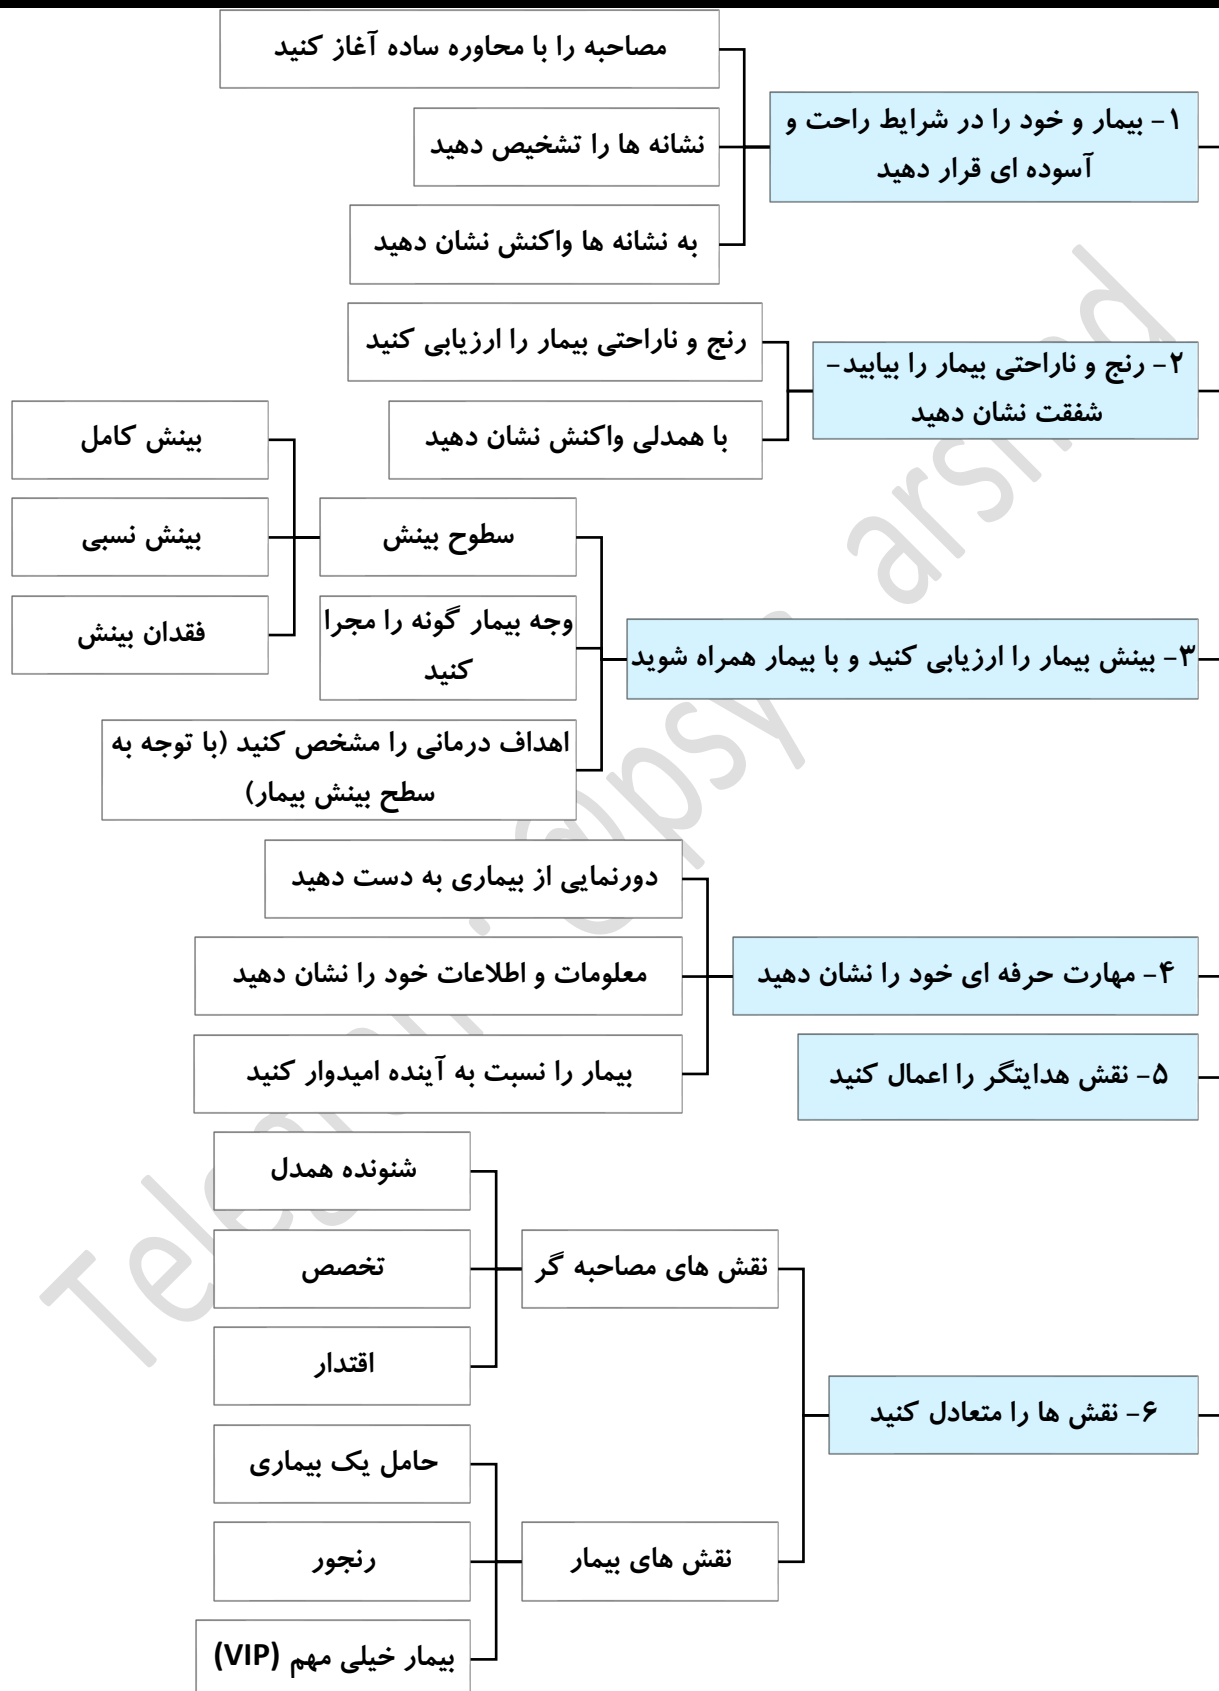 ۱- بیمار و خود را در شرایط راحت و
آسوده ای قرار دهید
مصاحبه را با محاوره ساده آغاز کنید
نشانه ها را تشخیص دهید
به نشانه ها واکنش نشان دهید
۲- رنج و ناراحتی بیمار را بیابید-
شفقت نشان دهید
رنج و ناراحتی بیمار را ارزیابی کنید
با همدلی واکنش نشان دهید
۳- بینش بیمار را ارزیابی کنید و با بیمار همراه شوید
سطوح بینش
بینش کامل
بینش نسبی
فقدان بینش
وجه بیمار گونه را مجرا
کنید
اهداف درمانی را مشخص کنید (با توجه به
سطح بینش بیمار)
۴- مهارت حرفه ای خود را نشان دهید
دورنمایی از بیماری به دست دهید
معلومات و اطلاعات خود را نشان دهید
بیمار را نسبت به آینده امیدوار کنید
۵- نقش هدایتگر را اعمال کنید
۶- نقش ها را متعادل کنید
نقش های مصاحبه گر
شنونده همدل
تخصص
اقتدار
نقش های بیمار
حامل یک بیماری
رنجور
بیمار خیلی مهم (VIP)